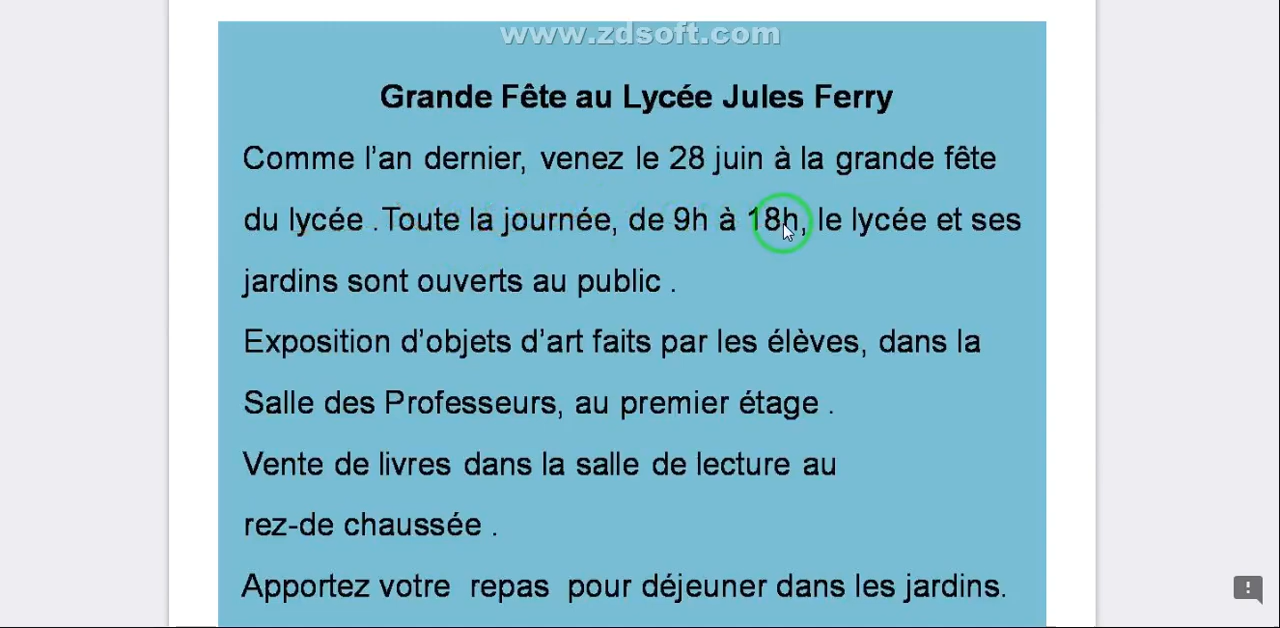 www.zdsoft.com
Grande Fête au Lycée Jules Ferry
Comme l'an dernier, venez le 28 juin à la grande fête
du lycée .Toute la journée, de 9h à 18h, le lycée et ses
jardins sont ouverts au public .
Exposition d'objets d'art faits par les élèves, dans la
Salle des Professeurs, au premier étage .
Vente de livres dans la salle de lecture au
rez-de chaussée .
Apportez votre  repas  pour déjeuner dans les jardins.